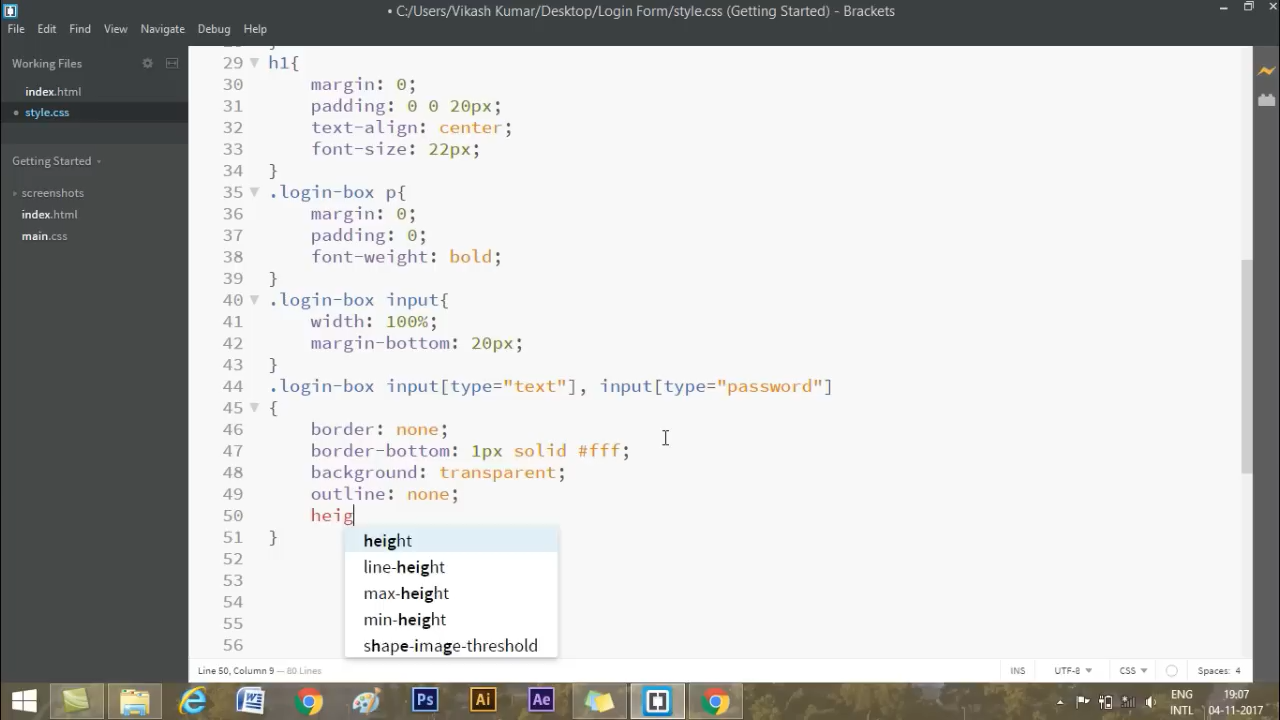 • C:/Users/Vikash Kumar/Desktop/Login Form/style.css (Getting Started) - Brackets
File Edit Find View Navigate Debug Help
Working Files
index.html
• style.css
Getting Started
screenshots
index.html
main.css
29 h1{
30 margin: 0;
31 padding: 0 0 20px;
32 text-align: center;
33 font-size: 22px;
34 }
35 .login-box p{
36 margin: 0;
37 padding: 0;
38 font-weight: bold;
39 }
40 .login-box input{
41 width: 100%;
42 margin-bottom: 20px;
43 }
44 .login-box input[type="text"], input[type="password"]
45 {
46 border: none;
47 border-bottom: 1px solid #fff;
48 background: transparent;
49 outline: none;
50 heig
51 }
52
53
54
55
56
height
line-height
max-height
min-height
shape-image-threshold
Line 50, Column 9 — 80 Lines
INS UTF-8 CSS Spaces: 4
Ps Ai Ae
ENG 19:07
INTL 04-11-2017